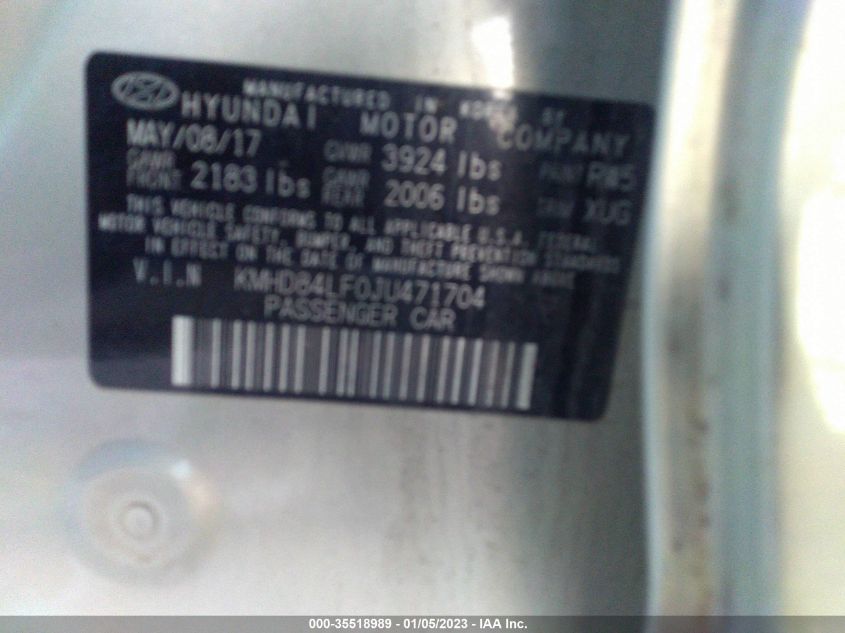 MANUFACTURED IN KOREA BY
HYUNDAI MOTOR COMPANY
MAY/08/17 GVWR 3924 lbs PAINT RW5
GAWR FRONT 2183 lbs GAWR REAR 2006 lbs TRIM XUG
THIS VEHICLE CONFORMS TO ALL APPLICABLE U.S.A. FEDERAL
MOTOR VEHICLE SAFETY, BUMPER, AND THEFT PREVENTION STANDARDS
IN EFFECT ON THE DATE OF MANUFACTURE SHOWN ABOVE
V.I.N KMHD84LF0JU471704
PASSENGER CAR
000-35518989 - 01/05/2023 - IAA Inc.